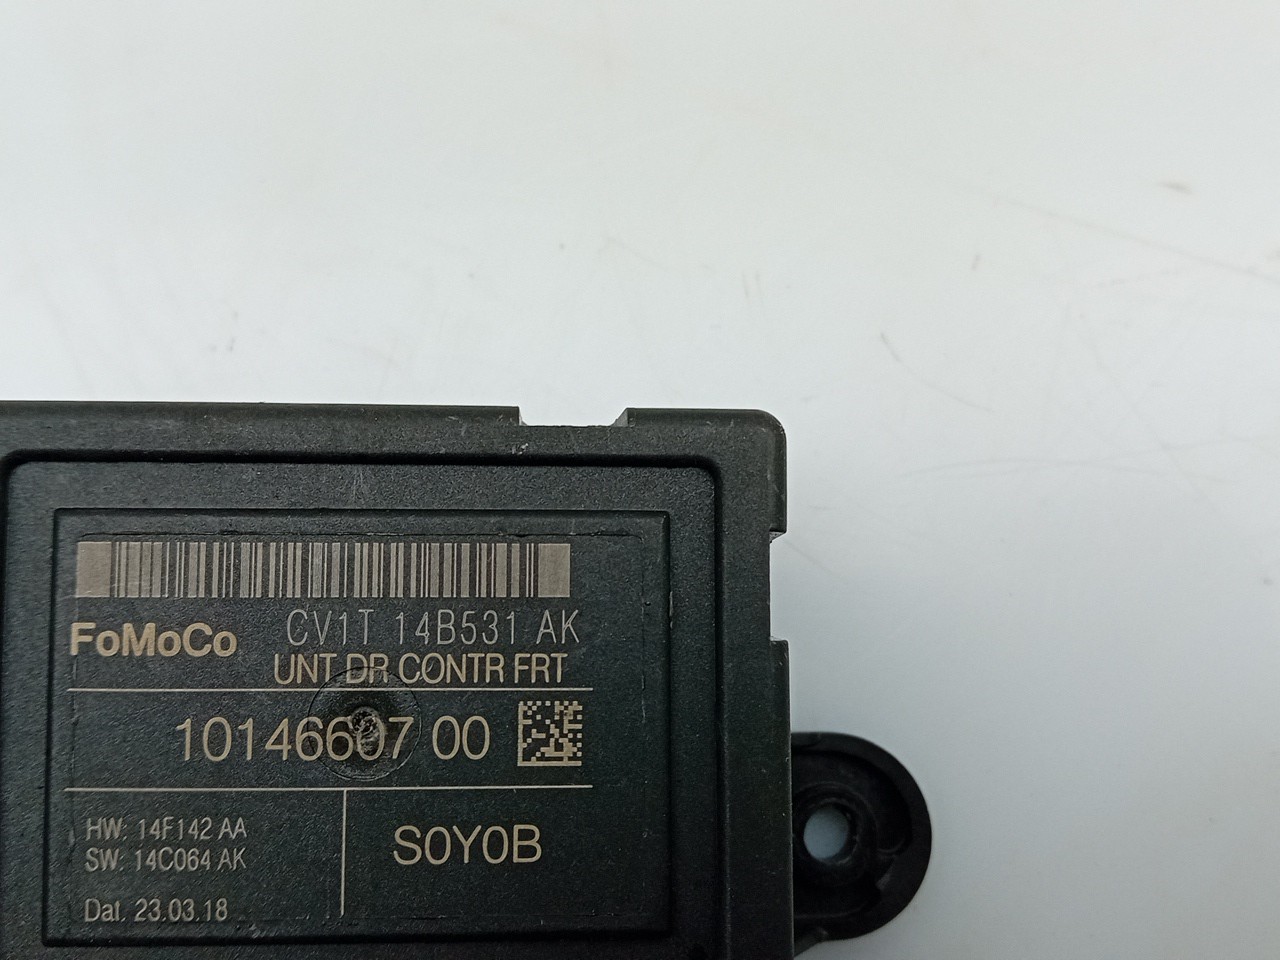 CV1T 14B531 AK
FoMoCo
UNT DR CONTR FRT
10146607 00
HW: 14F142 AA
SW: 14C064 AK
S0Y0B
Dat. 23.03.18